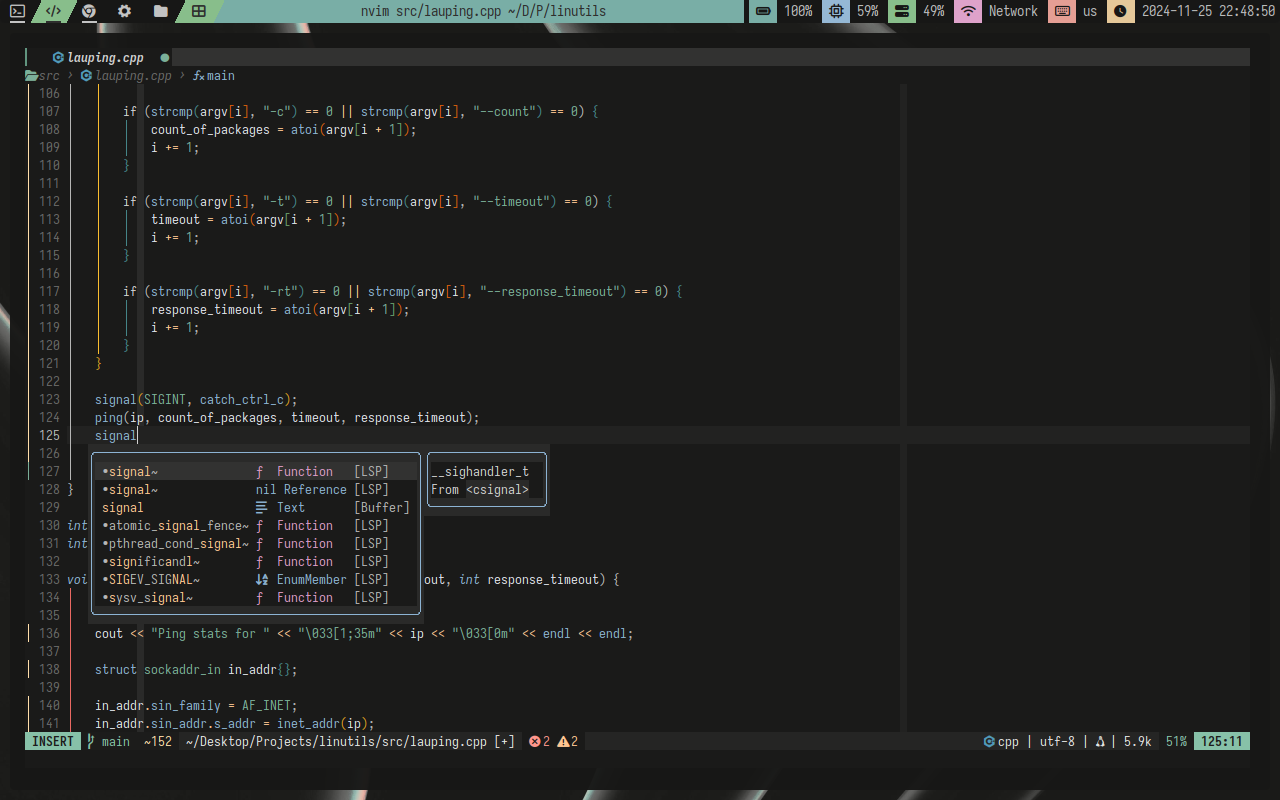 nvim src/lauping.cpp ~/D/P/linutils 100% 59% 49% Network us 2024-11-25 22:48:50
lauping.cpp ●
src › lauping.cpp › main
106
107 if (strcmp(argv[i], "-c") == 0 || strcmp(argv[i], "--count") == 0) {
108 count_of_packages = atoi(argv[i + 1]);
109 i += 1;
110 }
111
112 if (strcmp(argv[i], "-t") == 0 || strcmp(argv[i], "--timeout") == 0) {
113 timeout = atoi(argv[i + 1]);
114 i += 1;
115 }
116
117 if (strcmp(argv[i], "-rt") == 0 || strcmp(argv[i], "--response_timeout") == 0) {
118 response_timeout = atoi(argv[i + 1]);
119 i += 1;
120 }
121 }
122
123 signal(SIGINT, catch_ctrl_c);
124 ping(ip, count_of_packages, timeout, response_timeout);
125 signal
126
127 •signal~ ƒ Function [LSP] __sighandler_t
128 } •signal~ nil Reference [LSP] From <csignal>
129 signal Text [Buffer]
130 int •atomic_signal_fence~ ƒ Function [LSP]
131 int •pthread_cond_signal~ ƒ Function [LSP]
132 •significandl~ ƒ Function [LSP]
133 voi •SIGEV_SIGNAL~ EnumMember [LSP] out, int response_timeout) {
134 •sysv_signal~ ƒ Function [LSP]
135
136 cout << "Ping stats for " << "\033[1;35m" << ip << "\033[0m" << endl << endl;
137
138 struct sockaddr_in in_addr{};
139
140 in_addr.sin_family = AF_INET;
141 in_addr.sin_addr.s_addr = inet_addr(ip);
INSERT main ~152 ~/Desktop/Projects/linutils/src/lauping.cpp [+] 2 2 cpp | utf-8 | | 5.9k 51% 125:11